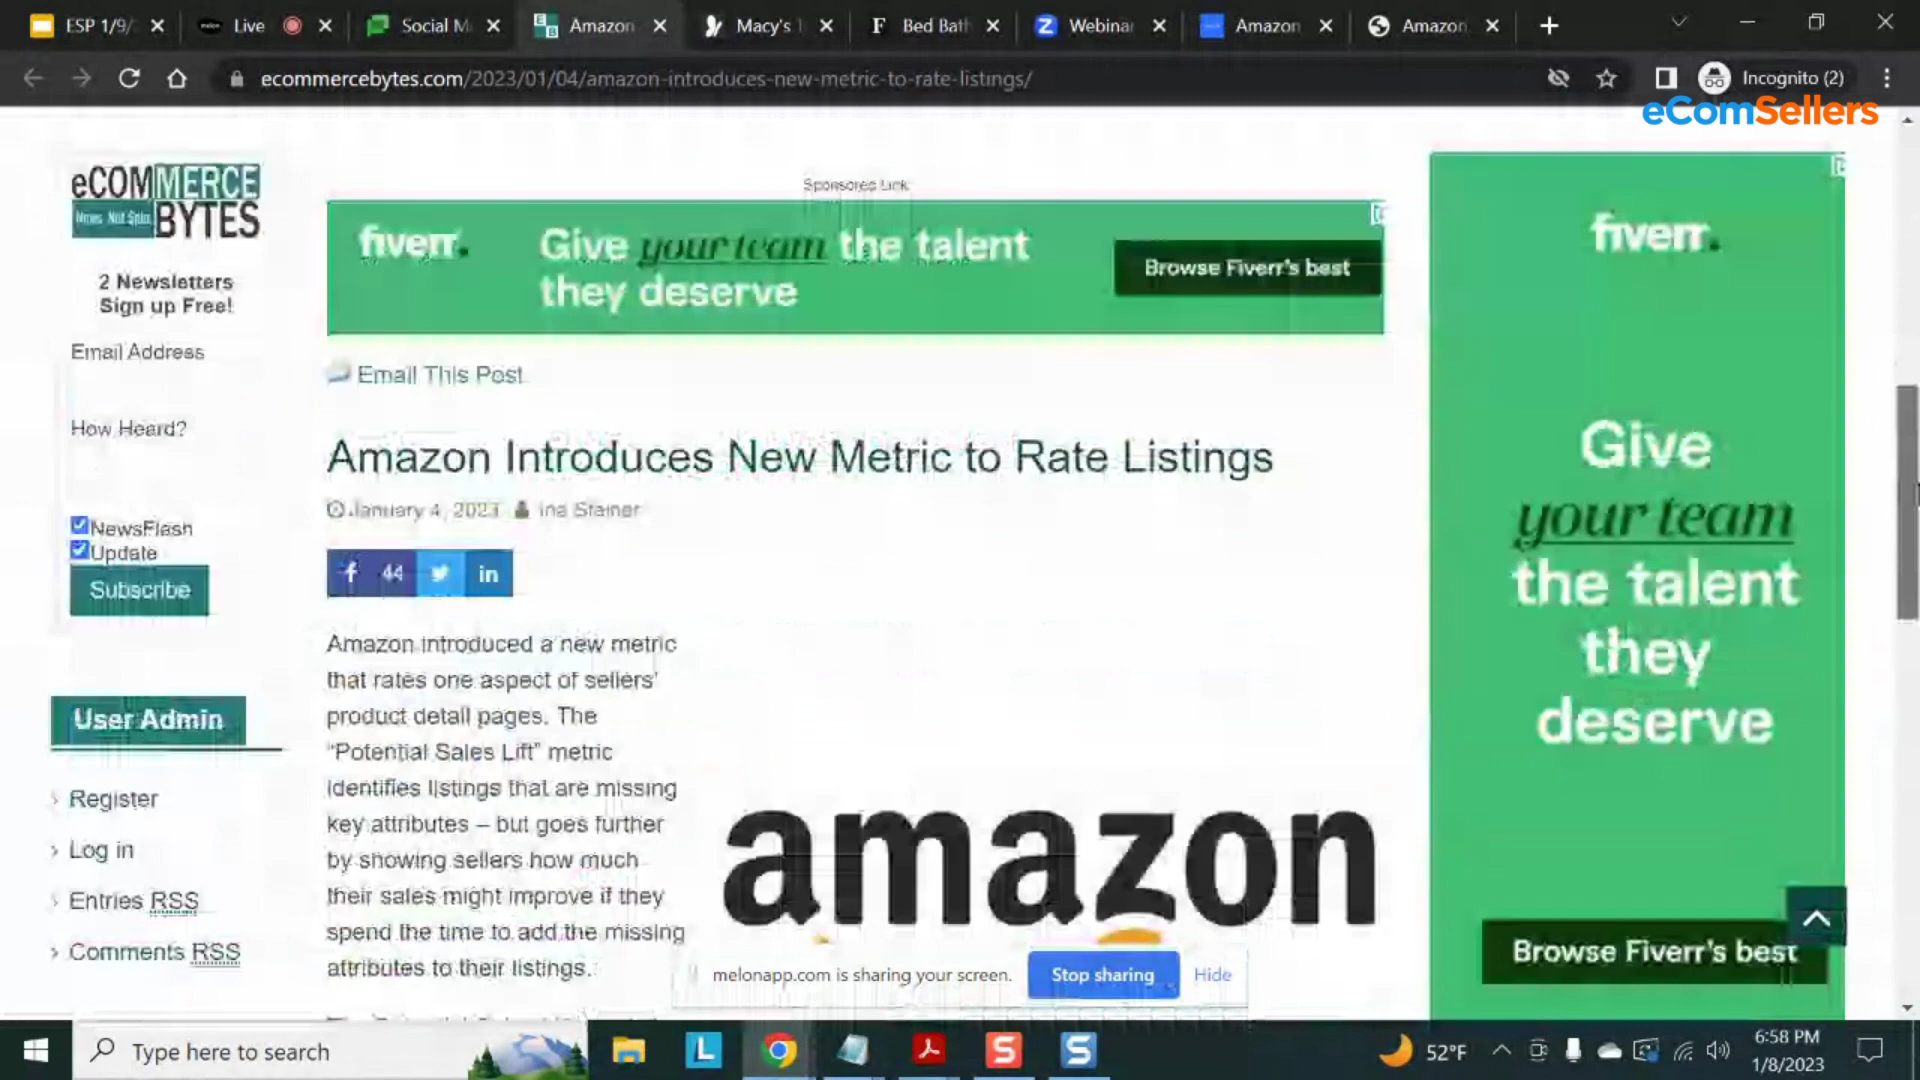 ESP 1/9/
Live
Social M
Amazon
Macy's
Bed Bath
Webinar
Amazon
Amazon
ecommercebytes.com/2023/01/04/amazon-introduces-new-metric-to-rate-listings/
Incognito (2)
eComSellers
eCOMMERCE
News Not Spin
BYTES
2 Newsletters
Sign up Free!
Email Address
How Heard?
NewsFlash
Update
Subscribe
User Admin
Register
Log in
Entries RSS
Comments RSS
Sponsored Link
fiverr.
Give your team the talent
they deserve
Browse Fiverr's best
Email This Post
Amazon Introduces New Metric to Rate Listings
January 4, 2023 Ina Steiner
44
Amazon introduced a new metric
that rates one aspect of sellers'
product detail pages. The
"Potential Sales Lift" metric
identifies listings that are missing
key attributes – but goes further
by showing sellers how much
their sales might improve if they
spend the time to add the missing
attributes to their listings.
amazon
fiverr.
Give
your team
the talent
they
deserve
Browse Fiverr's best
melonapp.com is sharing your screen.
Stop sharing
Hide
Type here to search
52°F
6:58 PM
1/8/2023